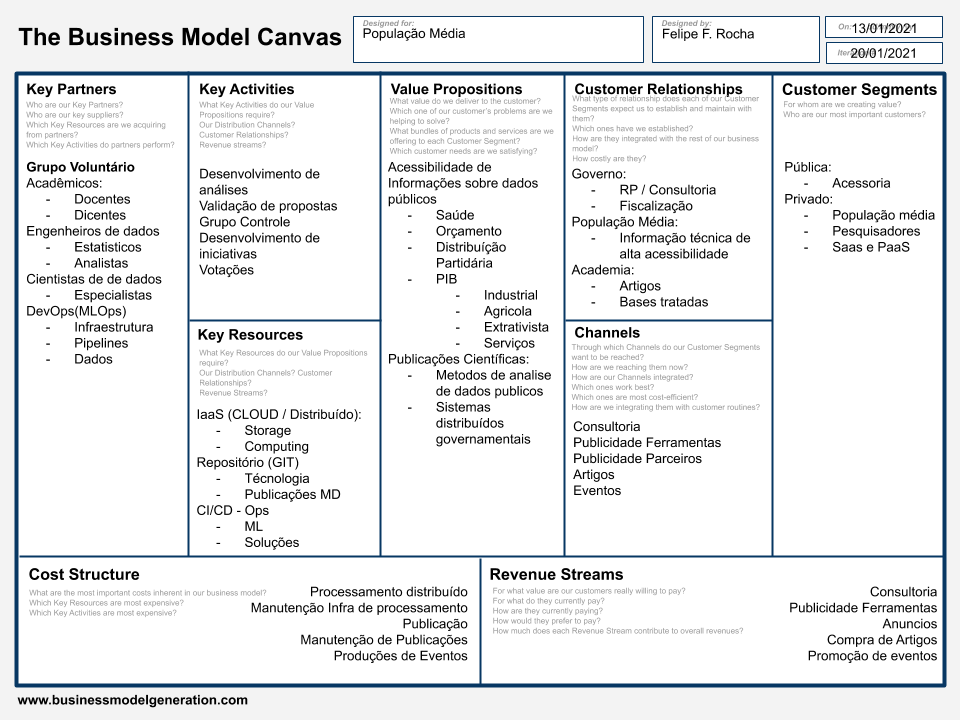 The Business Model Canvas
Designed for:
População Média
Designed by:
Felipe F. Rocha
On:
13/01/2021
20/01/2021
Key Partners
Who are our Key Partners?
Who are our key suppliers?
Which Key Resources are we acquiring
from partners?
Which Key Activities do partners perform?
Grupo Voluntário
Acadêmicos:
- Docentes
- Dicentes
Engenheiros de dados
- Estatisticos
- Analistas
Cientistas de de dados
- Especialistas
DevOps(MLOps)
- Infraestrutura
- Pipelines
- Dados
Key Activities
What Key Activities do our Value
Propositions require?
Our Distribution Channels?
Customer Relationships?
Revenue streams?
Desenvolvimento de
análises
Validação de propostas
Grupo Controle
Desenvolvimento de
iniciativas
Votações
Key Resources
What Key Resources do our Value Propositions
require?
Our Distribution Channels? Customer
Relationships?
Revenue Streams?
IaaS (CLOUD / Distribuído):
- Storage
- Computing
Repositório (GIT)
- Técnologia
- Publicações MD
CI/CD - Ops
- ML
- Soluções
Value Propositions
What value do we deliver to the customer?
Which one of our customer's problems are we
helping to solve?
What bundles of products and services are we
offering to each Customer Segment?
Which customer needs are we satisfying?
Acessibilidade de
Informações sobre dados
públicos
- Saúde
- Orçamento
- Distribuíção
Partidária
- PIB
- Industrial
- Agricola
- Extrativista
- Serviços
Publicações Científicas:
- Metodos de analise
de dados publicos
- Sistemas
distribuídos
governamentais
Customer Relationships
What type of relationship does each of our Customer
Segments expect us to establish and maintain with
them?
Which ones have we established?
How are they integrated with the rest of our business
model?
How costly are they?
Governo:
- RP / Consultoria
- Fiscalização
População Média:
- Informação técnica de
alta acessibilidade
Academia:
- Artigos
- Bases tratadas
Channels
Through which Channels do our Customer Segments
want to be reached?
How are we reaching them now?
How are our Channels integrated?
Which ones work best?
Which ones are most cost-efficient?
How are we integrating them with customer routines?
Consultoria
Publicidade Ferramentas
Publicidade Parceiros
Artigos
Eventos
Customer Segments
For whom are we creating value?
Who are our most important customers?
Pública:
- Acessoria
Privado:
- População média
- Pesquisadores
- Saas e PaaS
Cost Structure
What are the most important costs inherent in our business model?
Which Key Resources are most expensive?
Which Key Activities are most expensive?
Processamento distribuído
Manutenção Infra de processamento
Publicação
Manutenção de Publicações
Produções de Eventos
Revenue Streams
For what value are our customers really willing to pay?
For what do they currently pay?
How are they currently paying?
How would they prefer to pay?
How much does each Revenue Stream contribute to overall revenues?
Consultoria
Publicidade Ferramentas
Anuncios
Compra de Artigos
Promoção de eventos
www.businessmodelgeneration.com